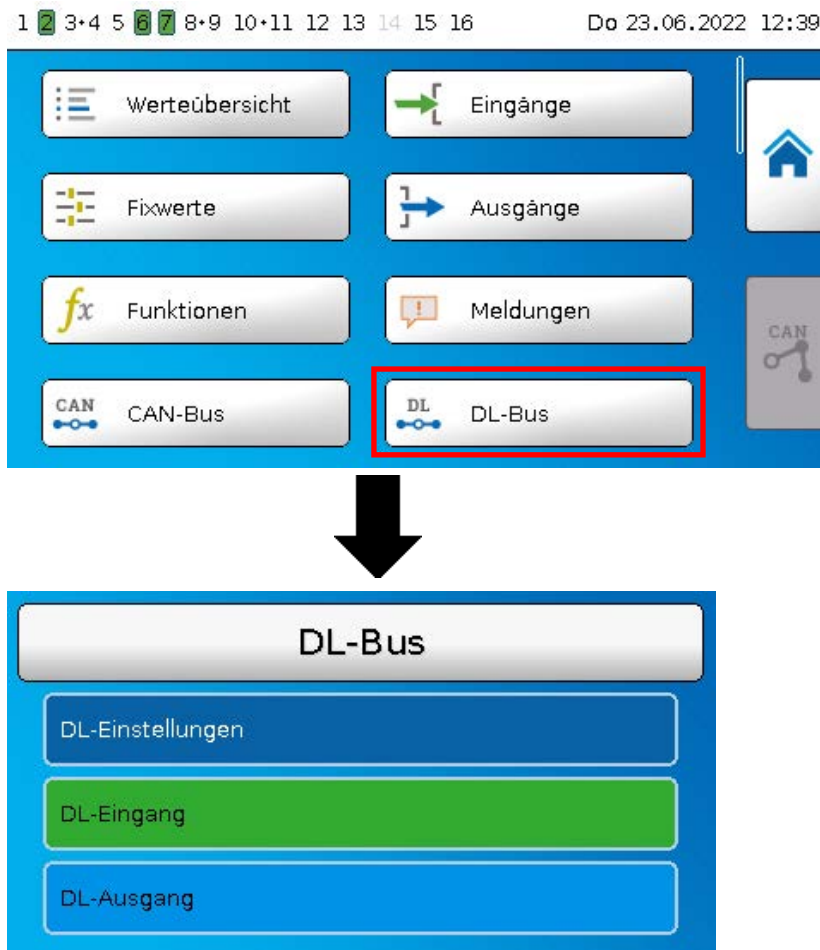 1 2 3·4 5 6 7 8·9 10·11 12 13 14 15 16 Do 23.06.2022 12:39
Werteübersicht Eingänge
Fixwerte Ausgänge
fx Funktionen ! Meldungen
CAN
CAN CAN-Bus DL DL-Bus
DL-Bus
DL-Einstellungen
DL-Eingang
DL-Ausgang